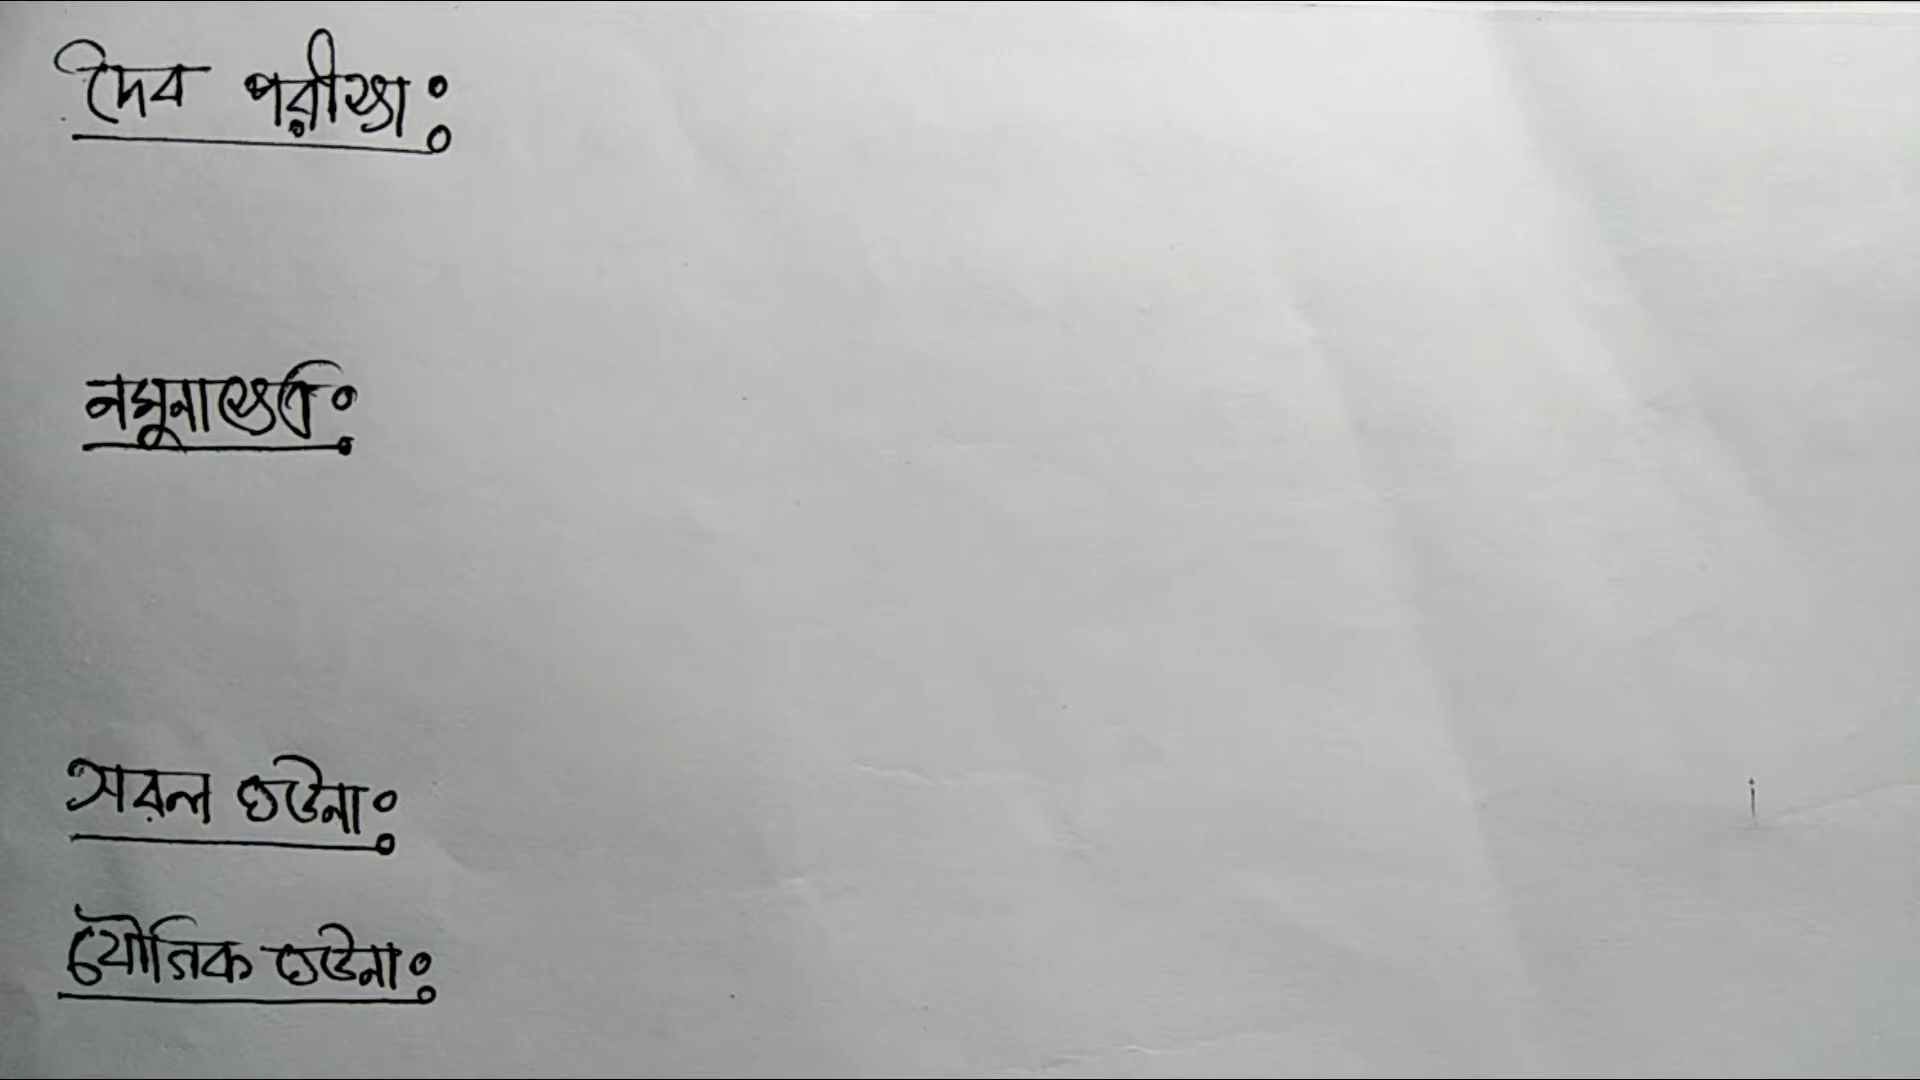 দৈব পরীক্ষা:
নমুনাক্ষেত্র:
সরল ঘটনা:
যৌগিক ঘটনা: